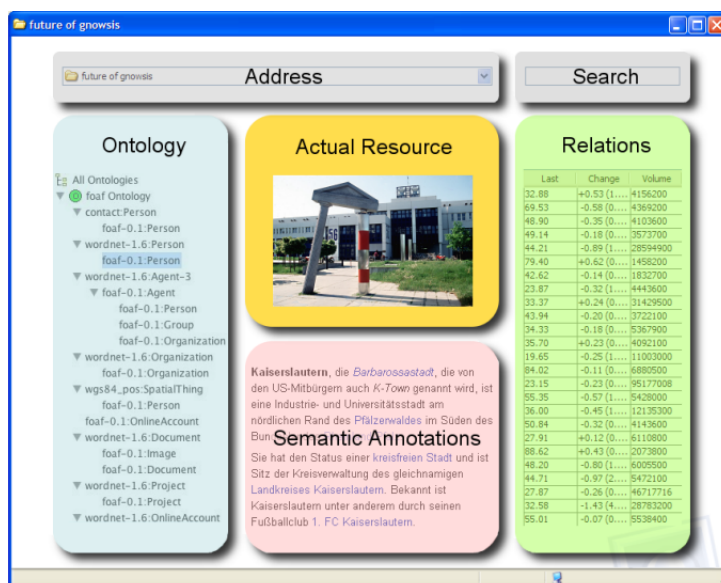 future of gnowsis
future of gnowsis
Address
Search
Ontology
All Ontologies
foaf Ontology
contact:Person
foaf-0.1:Person
wordnet-1.6:Person
foaf-0.1:Person
wordnet-1.6:Agent-3
foaf-0.1:Agent
foaf-0.1:Person
foaf-0.1:Group
foaf-0.1:Organization
wordnet-1.6:Organization
foaf-0.1:Organization
wgs84_pos:SpatialThing
foaf-0.1:Person
foaf-0.1:OnlineAccount
wordnet-1.6:Document
foaf-0.1:Image
foaf-0.1:Document
wordnet-1.6:Project
foaf-0.1:Project
wordnet-1.6:OnlineAccount
Actual Resource
Kaiserslautern, die Barbarossastadt, die von
den US-Mitbürgern auch K-Town genannt wird, ist
eine Industrie- und Universitätsstadt am
nördlichen Rand des Pfälzerwaldes im Süden des
Semantic Annotations
Sie hat den Status einer kreisfreien Stadt und ist
Sitz der Kreisverwaltung des gleichnamigen
Landkreises Kaiserslautern. Bekannt ist
Kaiserslautern unter anderem durch seinen
Fußballclub 1. FC Kaiserslautern.
Relations
Last Change Volume
32.88 +0.53 (1... 4156200
69.53 -0.58 (0... 4369200
48.90 -0.35 (0... 4103600
49.14 -0.18 (0... 3573700
44.21 -0.89 (1... 28594900
79.40 +0.62 (0... 1458200
42.62 -0.14 (0... 1832700
23.87 -0.32 (1... 4443600
33.37 +0.24 (0... 31429500
43.94 -0.20 (0... 3722100
34.33 -0.18 (0... 5367900
35.70 +0.23 (0... 4092100
19.65 -0.25 (1... 11003000
84.02 -0.11 (0... 6880500
23.15 -0.23 (0... 95177008
55.35 -0.57 (1... 5428000
36.00 -0.45 (1... 12135300
50.84 -0.32 (0... 4143600
27.91 +0.12 (0... 6110800
88.62 +0.43 (0... 2073800
48.20 -0.80 (1... 6005500
44.71 -0.97 (2... 5472100
27.87 -0.26 (0... 46717716
32.58 -1.43 (4... 28783200
55.01 -0.07 (0... 5538400